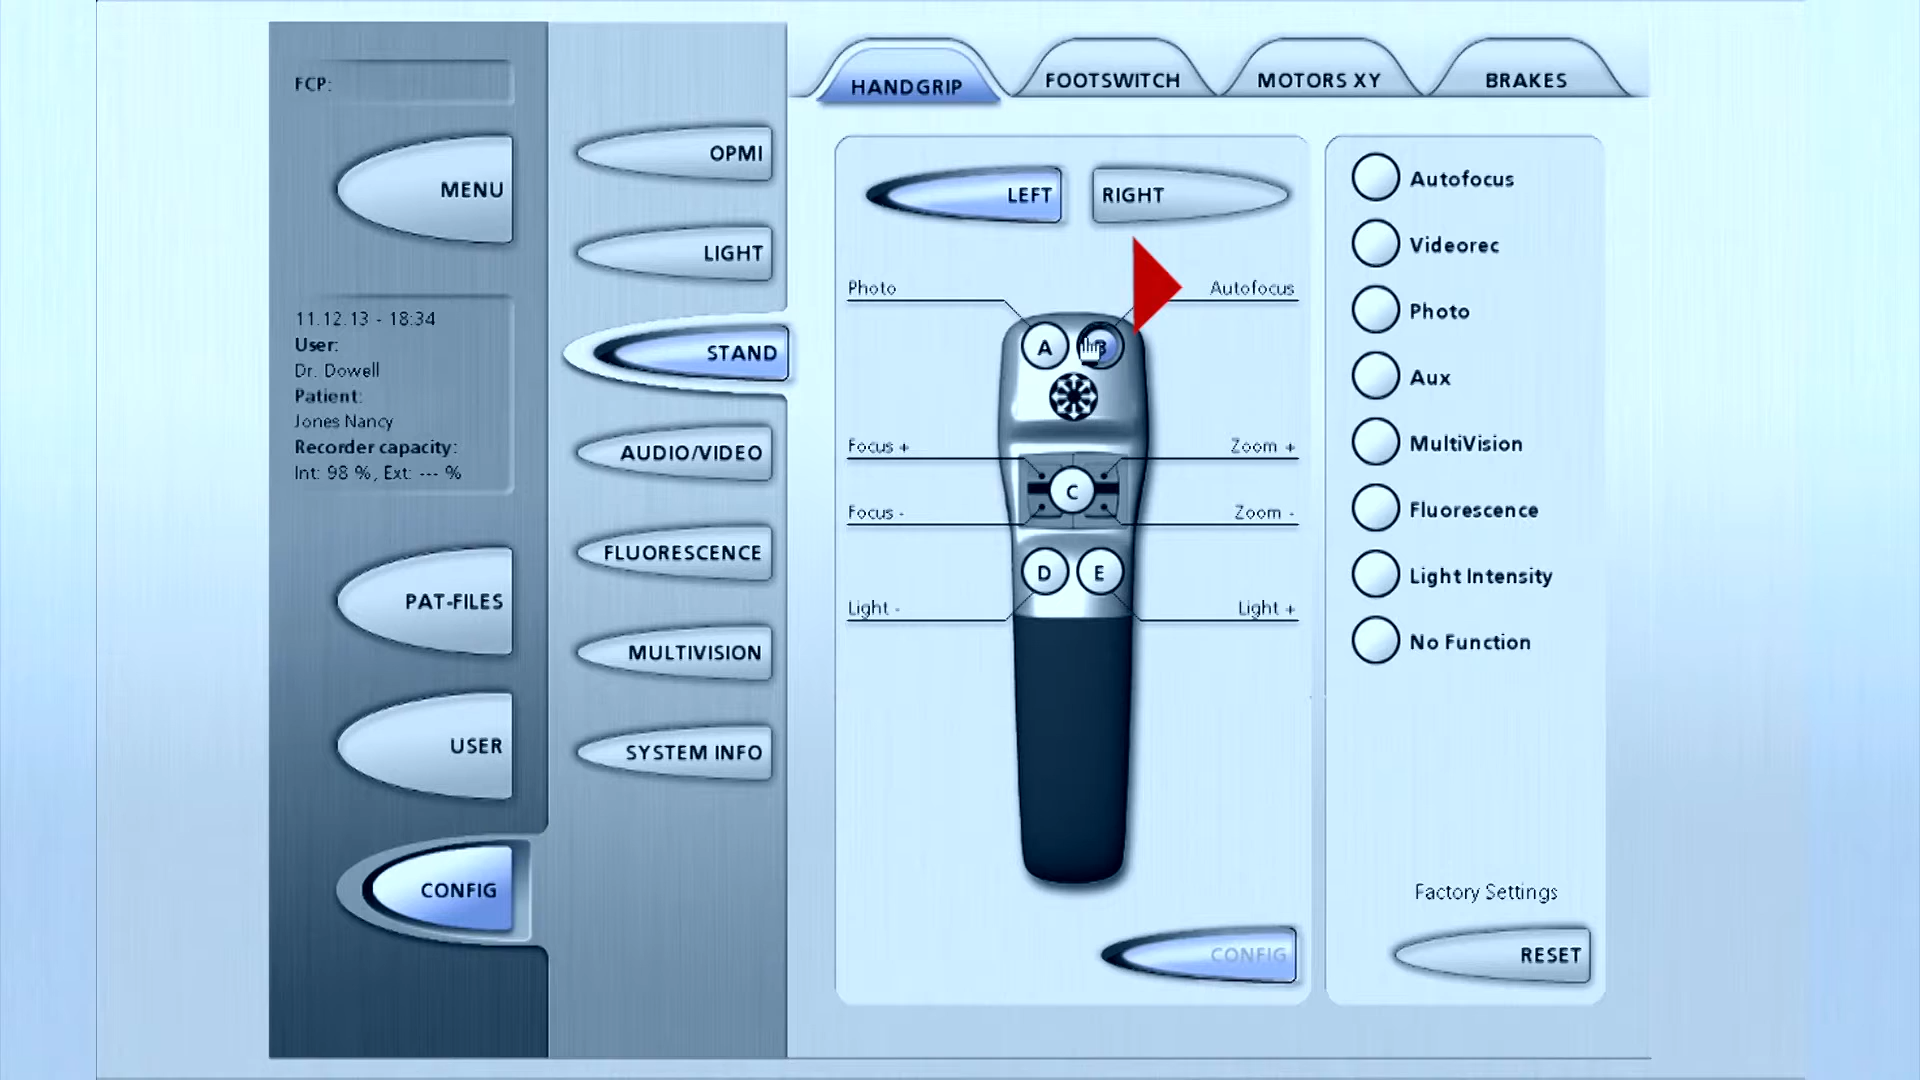 FCP:
MENU
11.12.13 - 18:34
User:
Dr. Dowell
Patient:
Jones Nancy
Recorder capacity:
Int: 98 %, Ext: --- %
PAT-FILES
USER
CONFIG
OPMI
LIGHT
STAND
AUDIO/VIDEO
FLUORESCENCE
MULTIVISION
SYSTEM INFO
HANDGRIP
FOOTSWITCH
MOTORS XY
BRAKES
LEFT
RIGHT
Photo
Autofocus
A
B
Focus +
Zoom +
C
Focus -
Zoom -
D
E
Light -
Light +
CONFIG
Autofocus
Videorec
Photo
Aux
MultiVision
Fluorescence
Light Intensity
No Function
Factory Settings
RESET